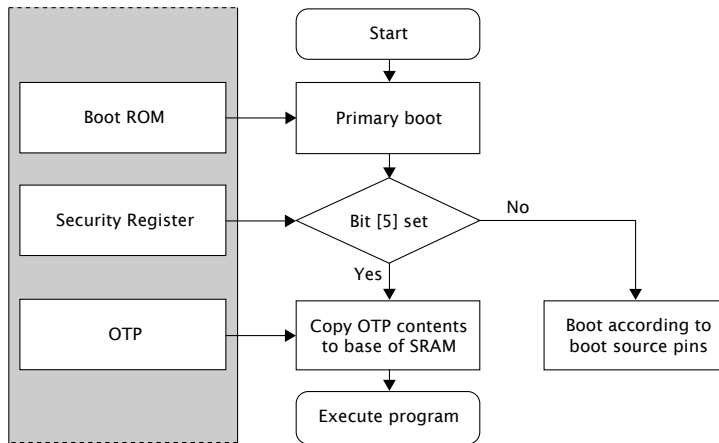 Start
Boot ROM
Primary boot
Security Register
Bit [5] set
No
Yes
OTP
Copy OTP contents
to base of SRAM
Boot according to
boot source pins
Execute program